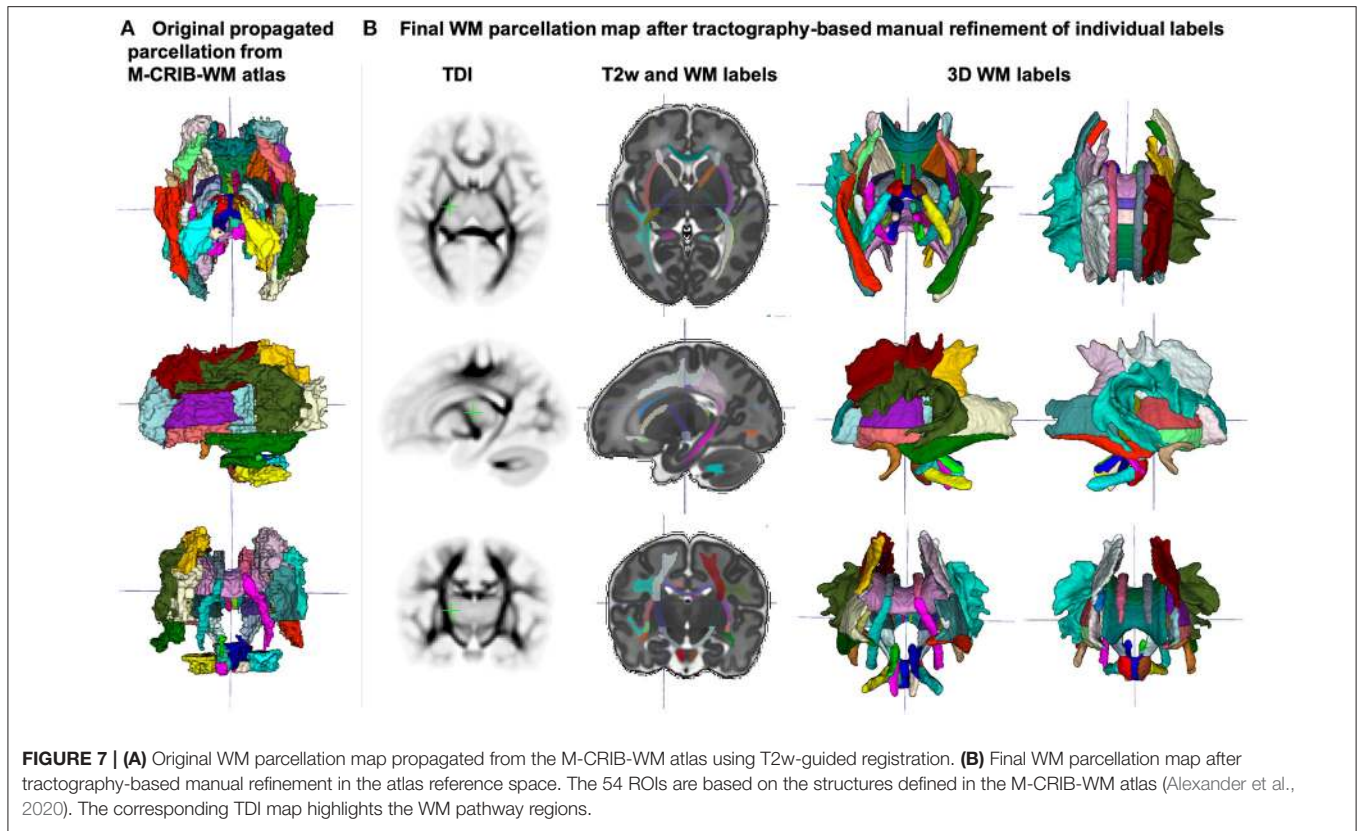 A Original propagated
parcellation from
M-CRIB-WM atlas
B Final WM parcellation map after tractography-based manual refinement of individual labels
TDI
T2w and WM labels
3D WM labels
FIGURE 7 | (A) Original WM parcellation map propagated from the M-CRIB-WM atlas using T2w-guided registration. (B) Final WM parcellation map after
tractography-based manual refinement in the atlas reference space. The 54 ROIs are based on the structures defined in the M-CRIB-WM atlas (Alexander et al.,
2020). The corresponding TDI map highlights the WM pathway regions.